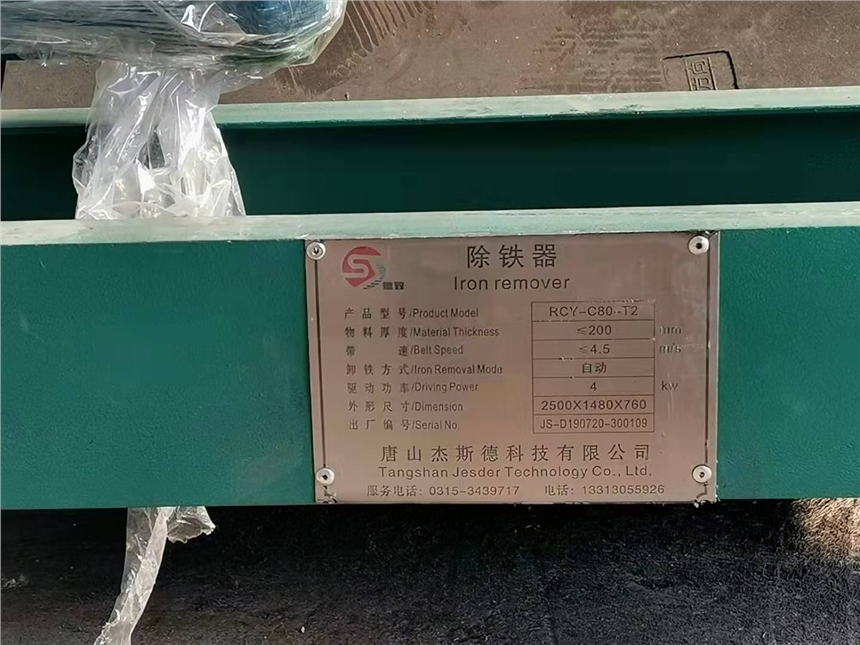 除铁器
Iron remover
产品型号/Product Model RCY-C80--T2
物料厚度/Material Thickness ≤200 mm
带速/Belt Speed ≤4.5 m/s
卸铁方式/Iron Removal Mode 自动
驱动功率/Driving Power 4 kw
外形尺寸/Dimension 2500X1480X760
出厂编号/Serial No. JS-D190720-300109
唐山杰斯德科技有限公司
Tangshan Jesder Technology Co., Ltd.
服务电话: 0315-3439717 电话: 13313055926